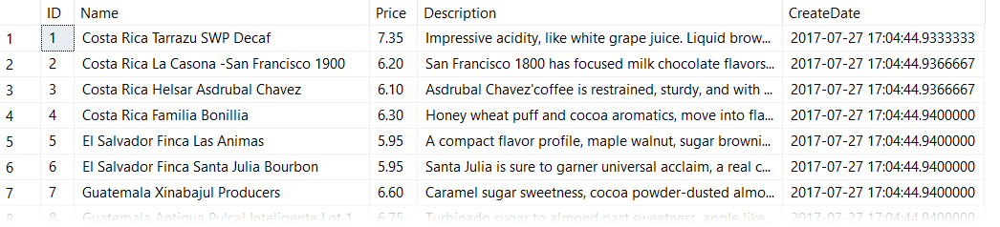 ID Name Price Description CreateDate
1 1 Costa Rica Tarrazu SWP Decaf 7.35 Impressive acidity, like white grape juice. Liquid brow... 2017-07-27 17:04:44.9333333
2 2 Costa Rica La Casona -San Francisco 1900 6.20 San Francisco 1800 has focused milk chocolate flavors... 2017-07-27 17:04:44.9366667
3 3 Costa Rica Helsar Asdrubal Chavez 6.10 Asdrubal Chavez'coffee is restrained, sturdy, and with ... 2017-07-27 17:04:44.9366667
4 4 Costa Rica Familia Bonillia 6.30 Honey wheat puff and cocoa aromatics, move into fla... 2017-07-27 17:04:44.9400000
5 5 El Salvador Finca Las Animas 5.95 A compact flavor profile, maple walnut, sugar browni... 2017-07-27 17:04:44.9400000
6 6 El Salvador Finca Santa Julia Bourbon 5.95 Santa Julia is sure to garner universal acclaim, a real c... 2017-07-27 17:04:44.9400000
7 7 Guatemala Xinabajul Producers 6.60 Caramel sugar sweetness, cocoa powder-dusted almo... 2017-07-27 17:04:44.9400000
8 8 Guatemala Antigua Pulcal Inteligente Lot 1 6.75 Turbinado sugar to almond past sweetness, apple like... 2017-07-27 17:04:44.9400000